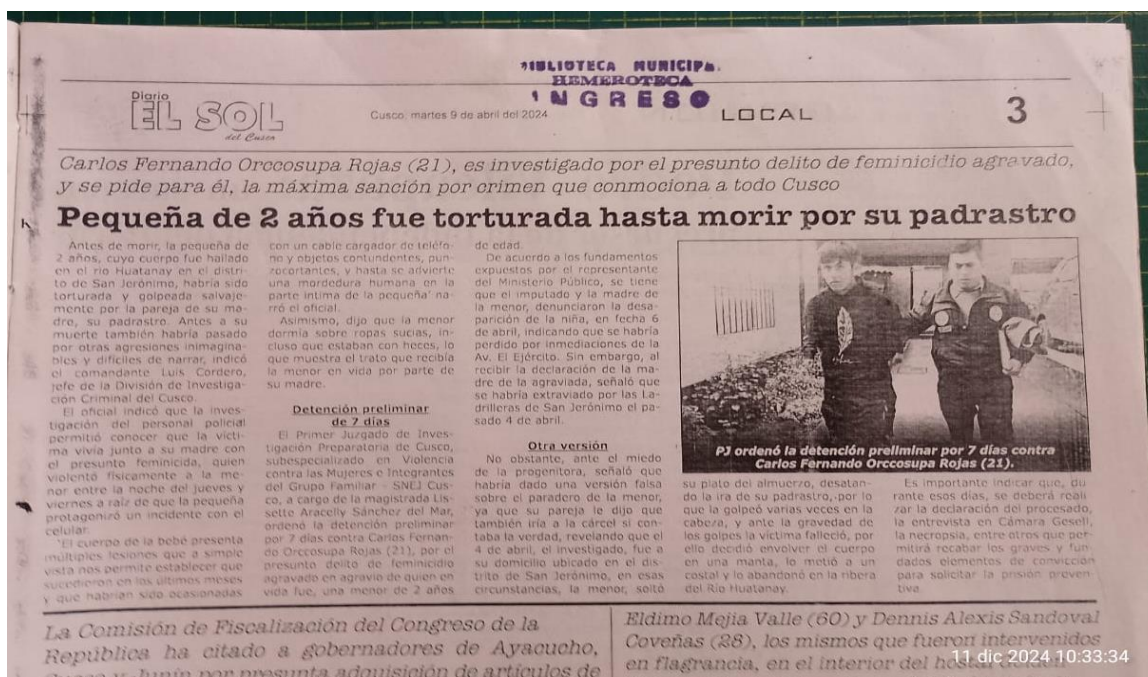 BIBLIOTECA MUNICIPA
HEMEROTECA
INGRESO
Diario
EL SOL
del Cusco
Cusco, martes 9 de abril del 2024
LOCAL
3
Carlos Fernando Orccosupa Rojas (21), es investigado por el presunto delito de feminicidio agravado,
y se pide para él, la máxima sanción por crimen que conmociona a todo Cusco
Pequeña de 2 años fue torturada hasta morir por su padrastro
Antes de morir, la pequeña de
2 años, cuyo cuerpo fue hallado
en el río Huatanay en el distri-
to de San Jerónimo, habría sido
torturada y golpeada salvaje-
mente por la pareja de su ma-
dre, su padrastro. Antes a su
muerte también habría pasado
por otras agresiones inimagina-
bles y difíciles de narrar, indicó
el comandante Luis Cordero,
jefe de la División de Investiga-
ción Criminal del Cusco.
El oficial indicó que la inves-
tigación del personal policial
permitió conocer que la vícti-
ma vivía junto a su madre con
el presunto feminicida, quien
violentó físicamente a la me-
nor entre la noche del jueves y
viernes a raíz de que la pequeña
protagonizó un incidente con el
celular.
"El cuerpo de la bebé presenta
múltiples lesiones que a simple
vista nos permite establecer que
sucedieron en los últimos meses
y que habrían sido ocasionadas
con un cable cargador de teléfo-
no y objetos contundentes, pun-
zocortantes, y hasta se advierte
una mordedura humana en la
parte íntima de la pequeña' na-
rró el oficial.
Asimismo, dijo que la menor
dormía sobre ropas sucias, in-
cluso que estaban con heces, lo
que muestra el trato que recibía
la menor en vida por parte de
su madre.
Detención preliminar
de 7 días
El Primer Juzgado de Inves-
tigación Preparatoria de Cusco,
subespecializado en Violencia
contra las Mujeres e Integrantes
del Grupo Familiar - SNEJ Cus-
co, a cargo de la magistrada Lis-
sette Aracelly Sánchez del Mar,
ordenó la detención preliminar
por 7 días contra Carlos Fernan-
do Orccosupa Rojas (21), por el
presunto delito de feminicidio
agravado en agravio de quien en
vida fue, una menor de 2 años
de edad.
De acuerdo a los fundamentos
expuestos por el representante
del Ministerio Público, se tiene
que el imputado y la madre de
la menor, denunciaron la desa-
parición de la niña, en fecha 6
de abril, indicando que se habría
perdido por inmediaciones de la
Av. El Ejército. Sin embargo, al
recibir la declaración de la ma-
dre de la agraviada, señaló que
se habría extraviado por las La-
drilleras de San Jerónimo el pa-
sado 4 de abril.
Otra versión
No obstante, ante el miedo
de la progenitora, señaló que
habría dado una versión falsa
sobre el paradero de la menor,
ya que su pareja le dijo que
también iría a la cárcel si con-
taba la verdad, revelando que el
4 de abril, el investigado, fue a
su domicilio ubicado en el dis-
trito de San Jerónimo, en esas
circunstancias, la menor, soltó
PJ ordenó la detención preliminar por 7 días contra
Carlos Fernando Orccosupa Rojas (21).
su plato del almuerzo, desatan-
do la ira de su padrastro, por lo
que la golpeó varias veces en la
cabeza, y ante la gravedad de
los golpes la víctima falleció, por
ello decidió envolver el cuerpo
en una manta, lo metió a un
costal y lo abandonó en la ribera
del Río Huatanay.
Es importante indicar que, du
rante esos días, se deberá reali
zar la declaración del procesado,
la entrevista en Cámara Gesell,
la necropsia, entre otros que per-
mitirá recabar los graves y fun-
dados elementos de convicción
para solicitar la prisión preven-
tiva
La Comisión de Fiscalización del Congreso de la
República ha citado a gobernadores de Ayacucho,
Junín por presunta adquisición de artículos de
Eldimo Mejia Valle (60) y Dennis Alexis Sandoval
Coveñas (28), los mismos que fueron intervenidos
en flagrancia, en el interior del
11 dic 2024 10:33:34